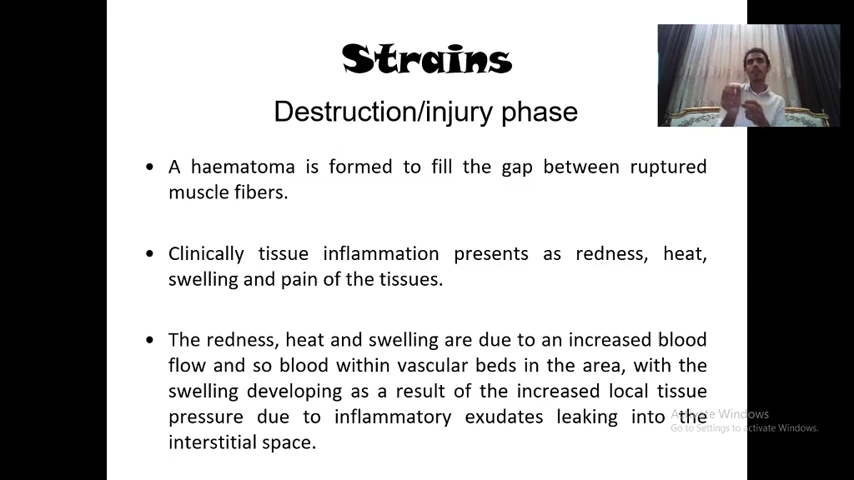 Strains
Destruction/injury phase
• A haematoma is formed to fill the gap between ruptured
muscle fibers.
• Clinically tissue inflammation presents as redness, heat,
swelling and pain of the tissues.
• The redness, heat and swelling are due to an increased blood
flow and so blood within vascular beds in the area, with the
swelling developing as a result of the increased local tissue
pressure due to inflammatory exudates leaking into the
interstitial space.
Activate Windows
Go to Settings to activate Windows.